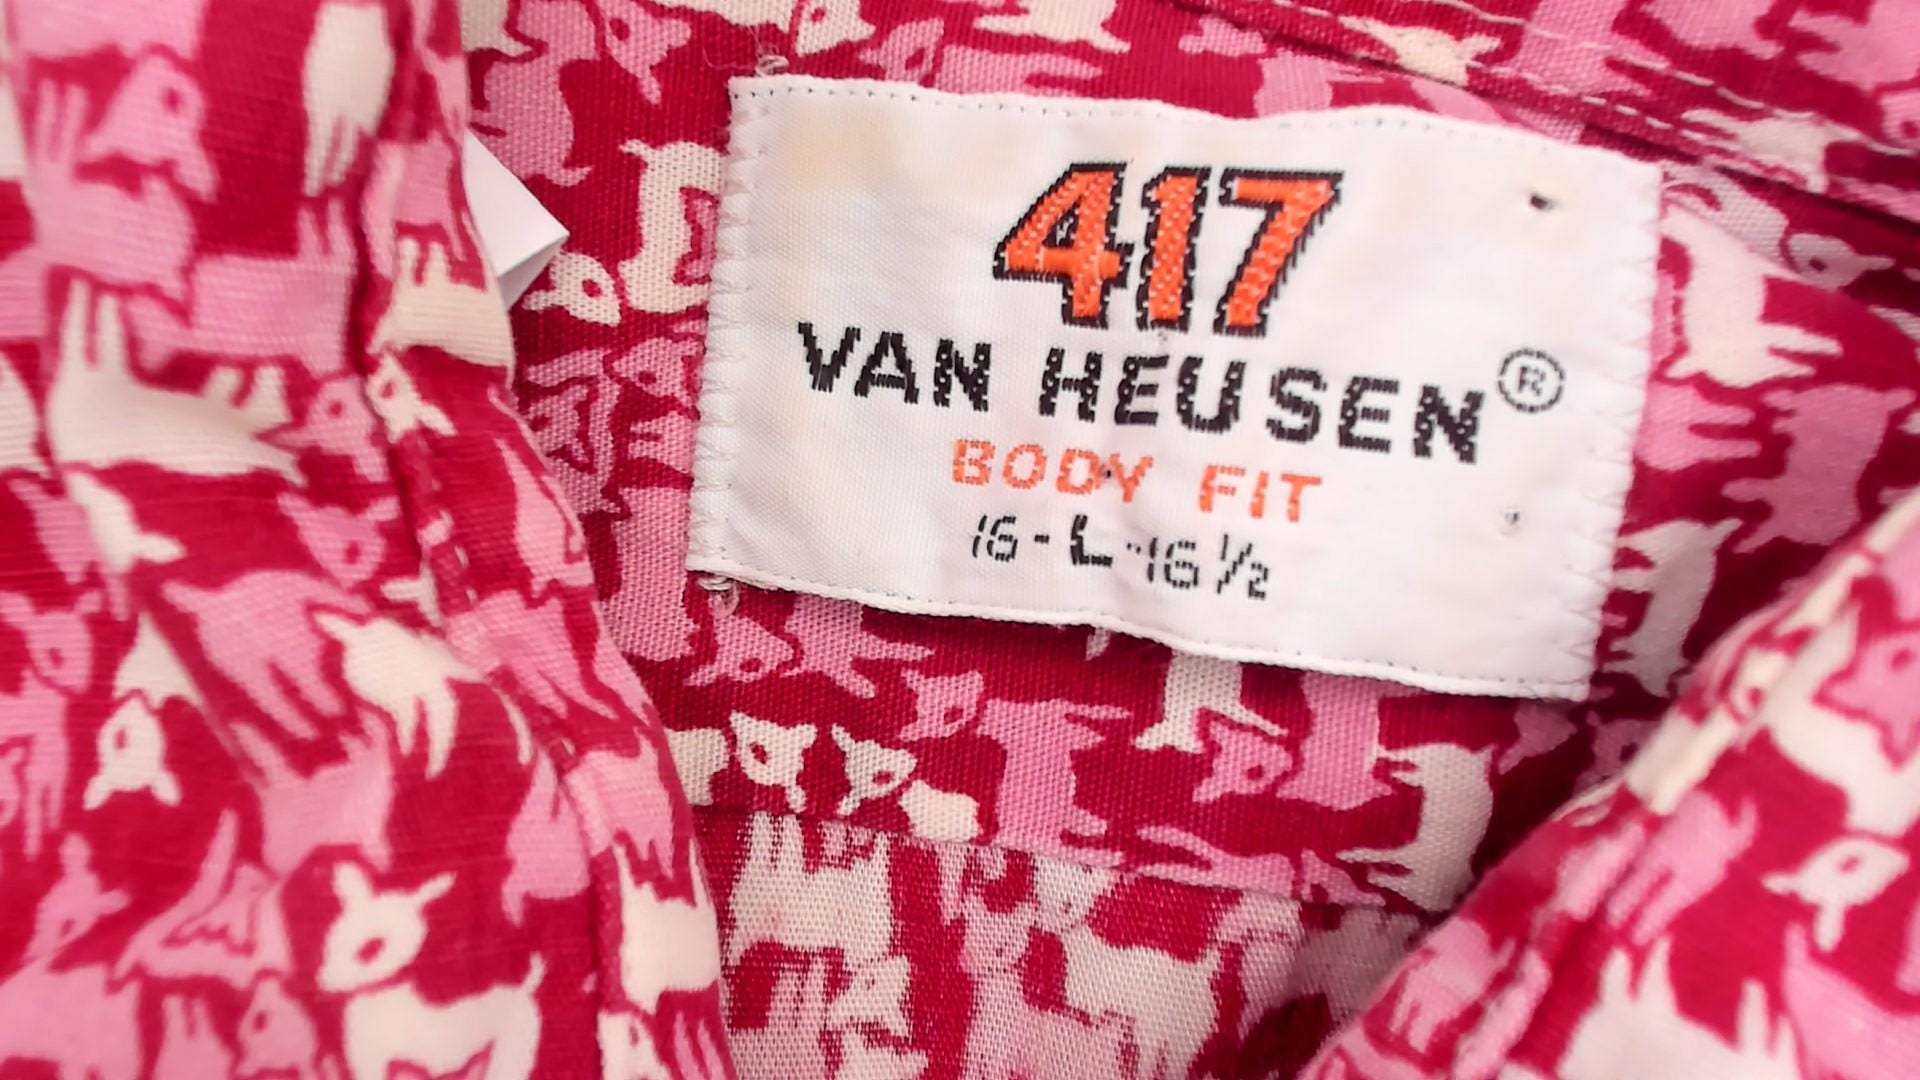 417
VAN HEUSEN®
BODY FIT
16-L-16½